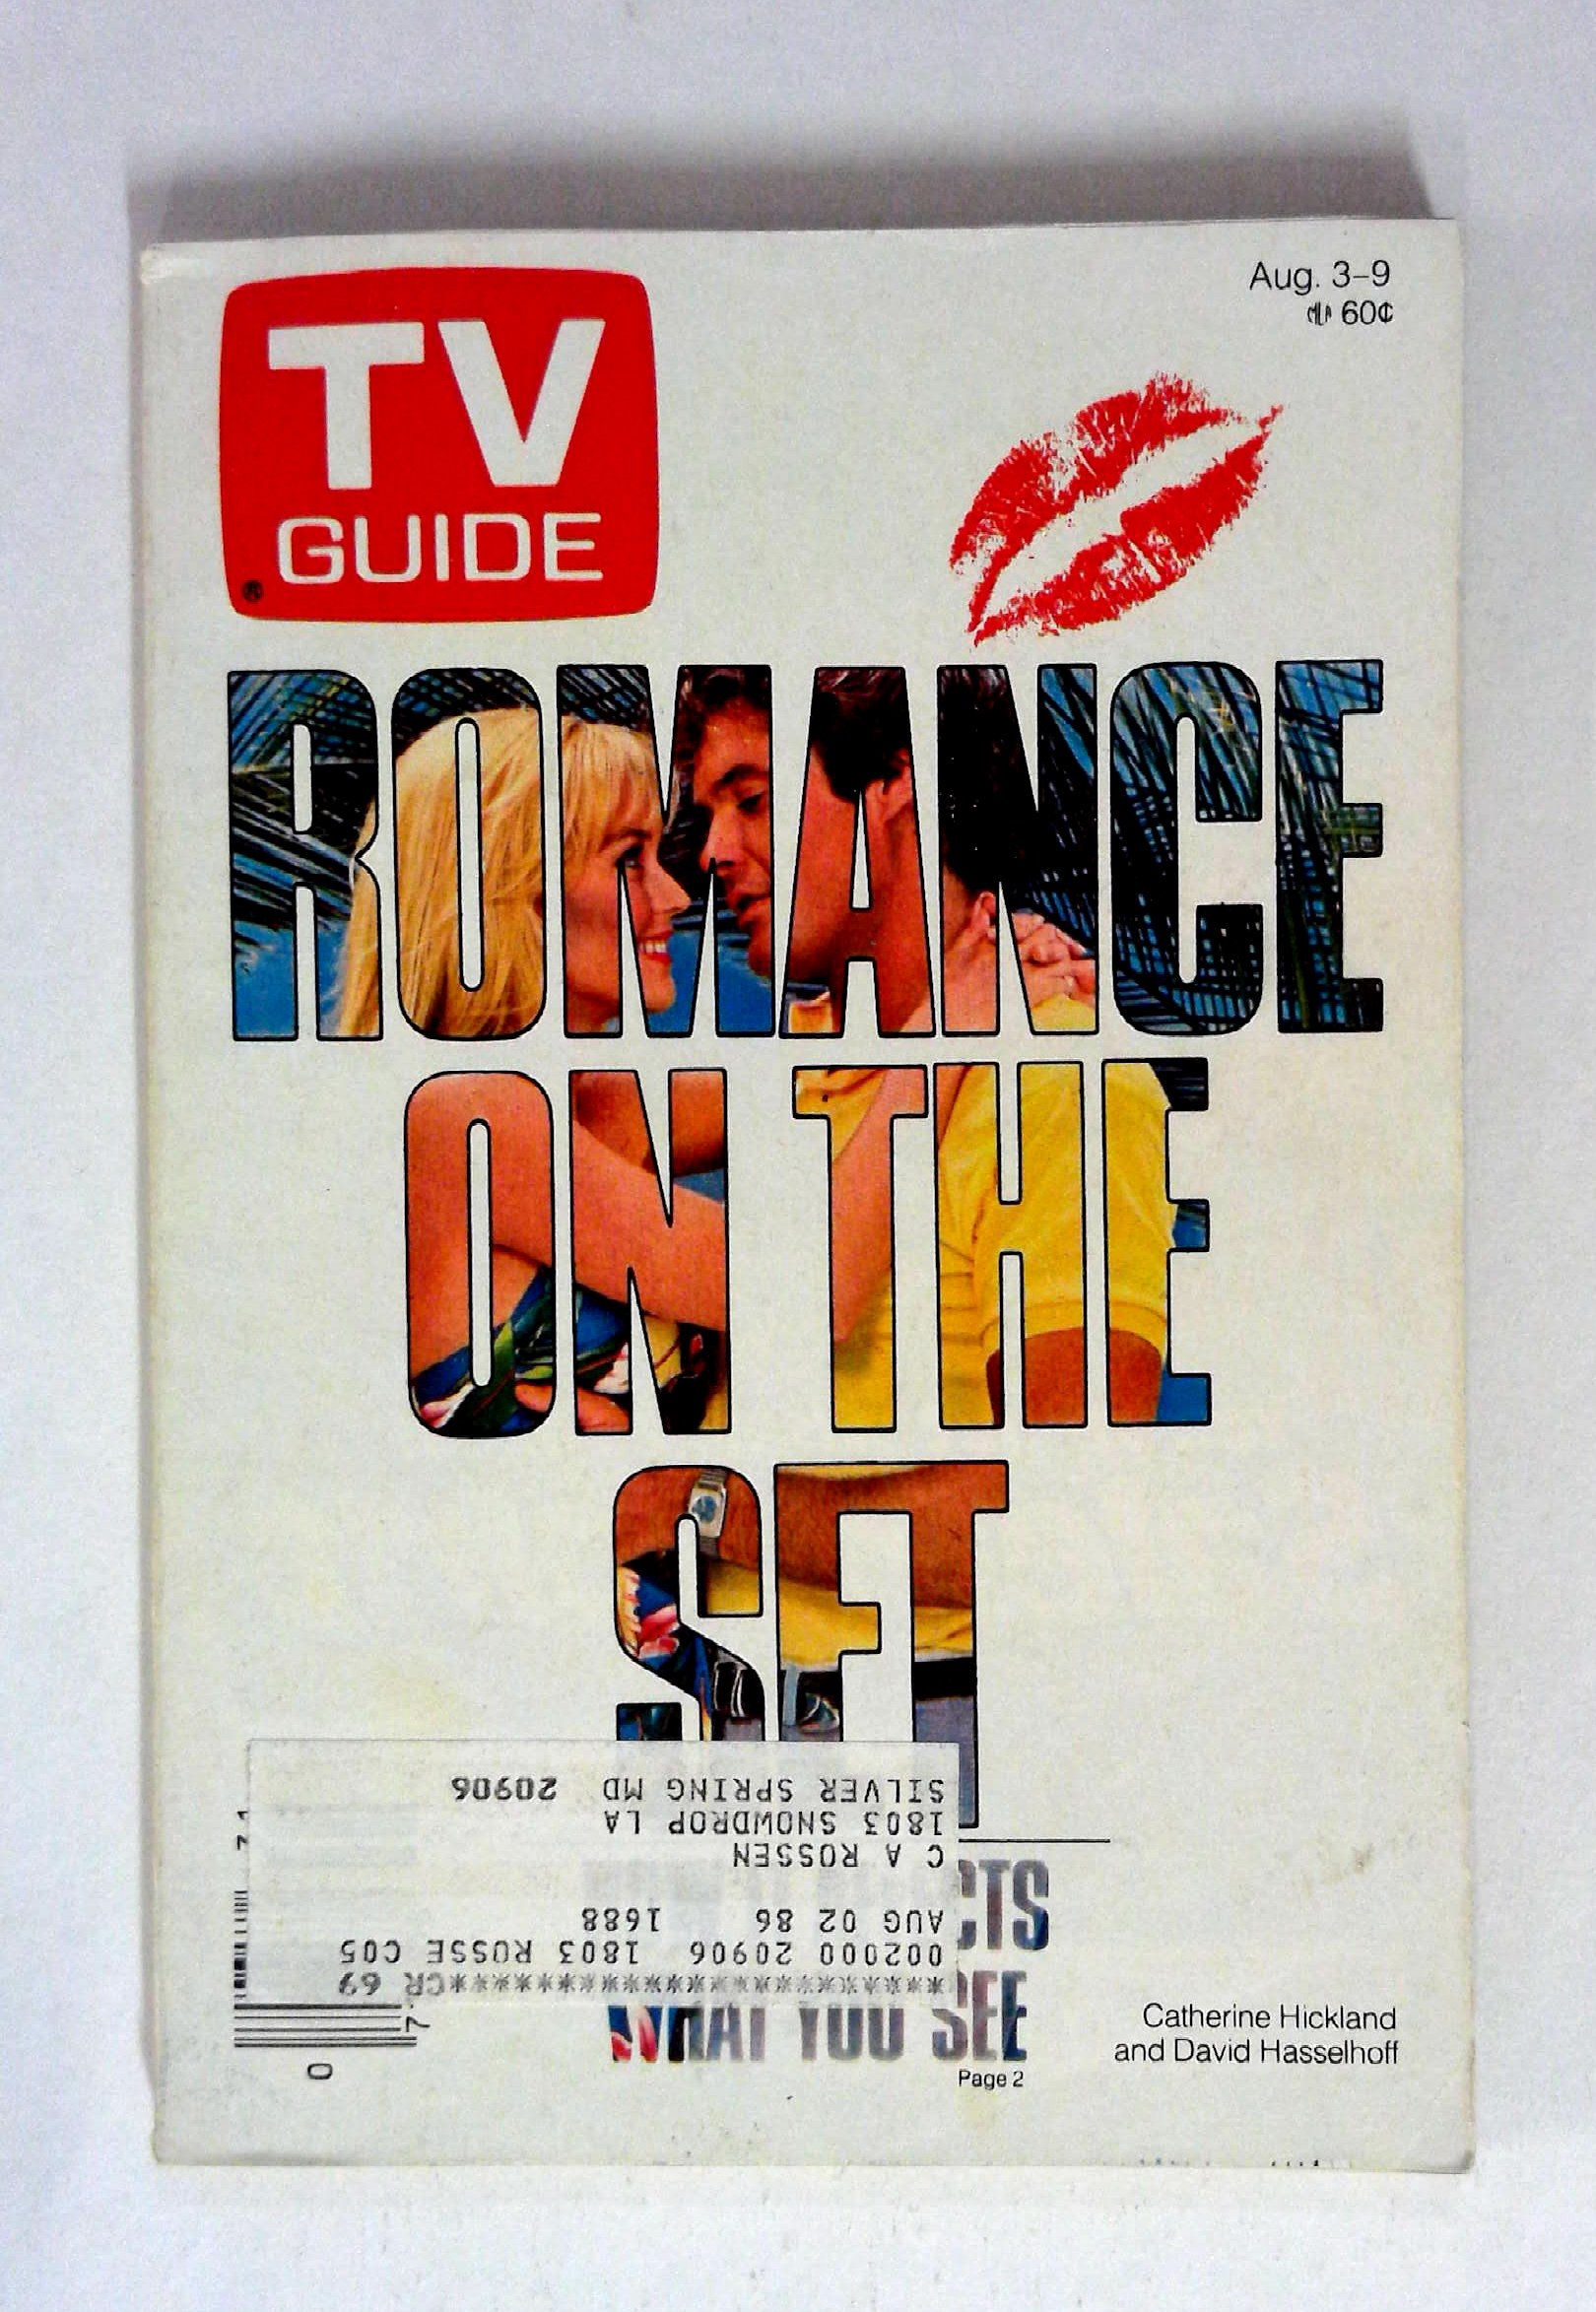 TV
GUIDE
®
Aug. 3–9
60¢
ROMANCE
ON THE
SET
SILVER SPRING MD 20906
1803 SNOWDROP LA
C A ROSSEN
AUG 02 86 1688
002000 20906 1803 ROSSE C05
***********************CR 69
CTS
WHAT YOU SEE
Page 2
Catherine Hickland
and David Hasselhoff
0
7